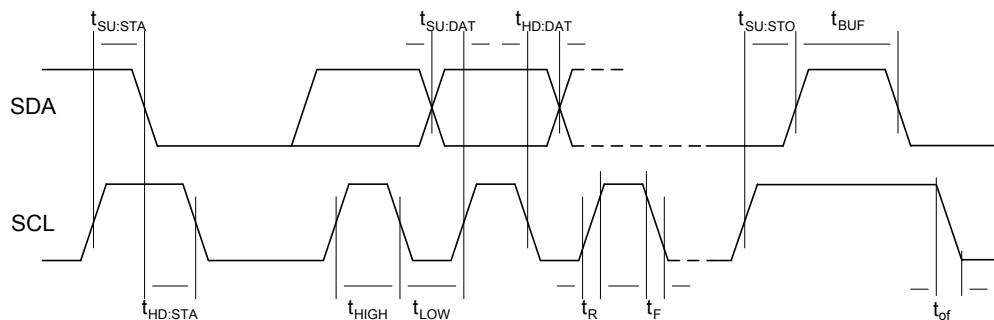 tSU:STA tSU:DAT tHD:DAT tSU:STO tBUF
SDA
SCL
tHD:STA tHIGH tLOW tR tF tof